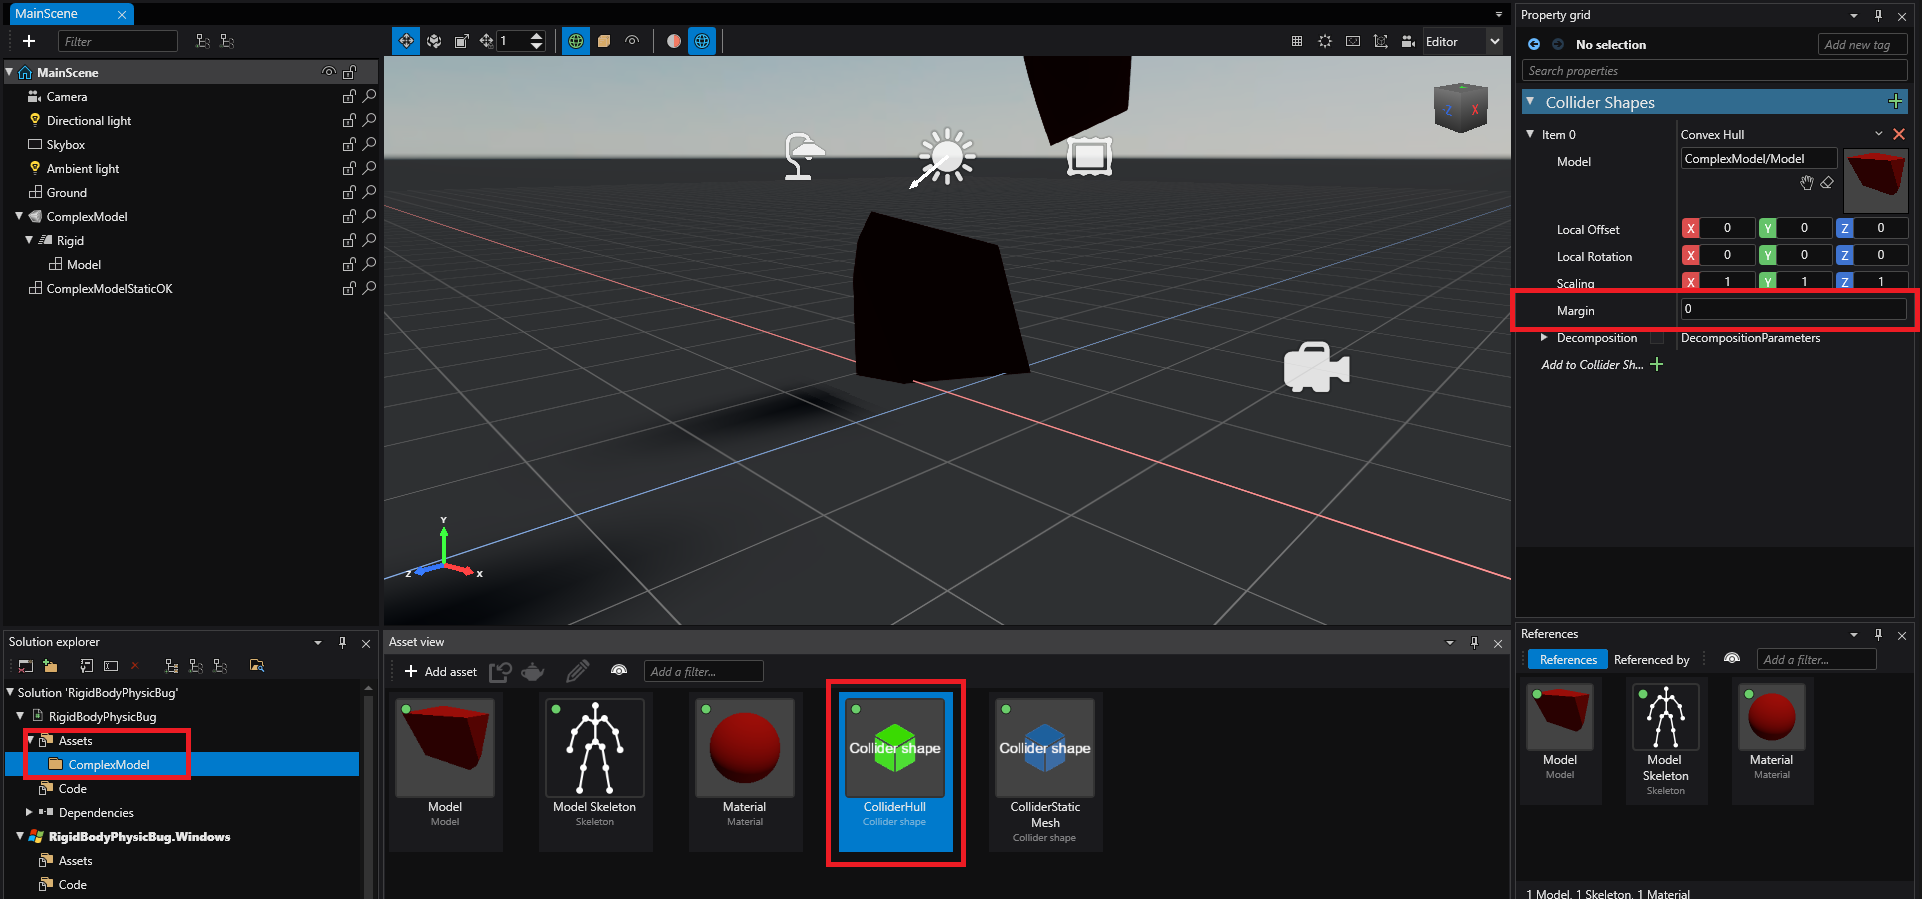 MainScene
Filter
MainScene
Camera
Directional light
Skybox
Ambient light
Ground
ComplexModel
Rigid
Model
ComplexModelStaticOK
1
Editor
Z
X
Y
Z
X
Property grid
No selection
Add new tag
Search properties
Collider Shapes
Item 0
Convex Hull
Model
ComplexModel/Model
Local Offset
X 0 Y 0 Z 0
Local Rotation
X 0 Y 0 Z 0
Scaling
X 1 Y 1 Z 1
Margin
0
Decomposition
DecompositionParameters
Add to Collider Sh...
Solution explorer
Solution 'RigidBodyPhysicBug'
RigidBodyPhysicBug
Assets
ComplexModel
Code
Dependencies
RigidBodyPhysicBug.Windows
Assets
Code
Asset view
Add asset
Add a filter...
Model
Model
Model Skeleton
Skeleton
Material
Material
Collider shape
ColliderHull
Collider shape
Collider shape
ColliderStatic
Mesh
Collider shape
References
References
Referenced by
Add a filter...
Model
Model
Model
Skeleton
Skeleton
Material
Material
1 Model, 1 Skeleton, 1 Material